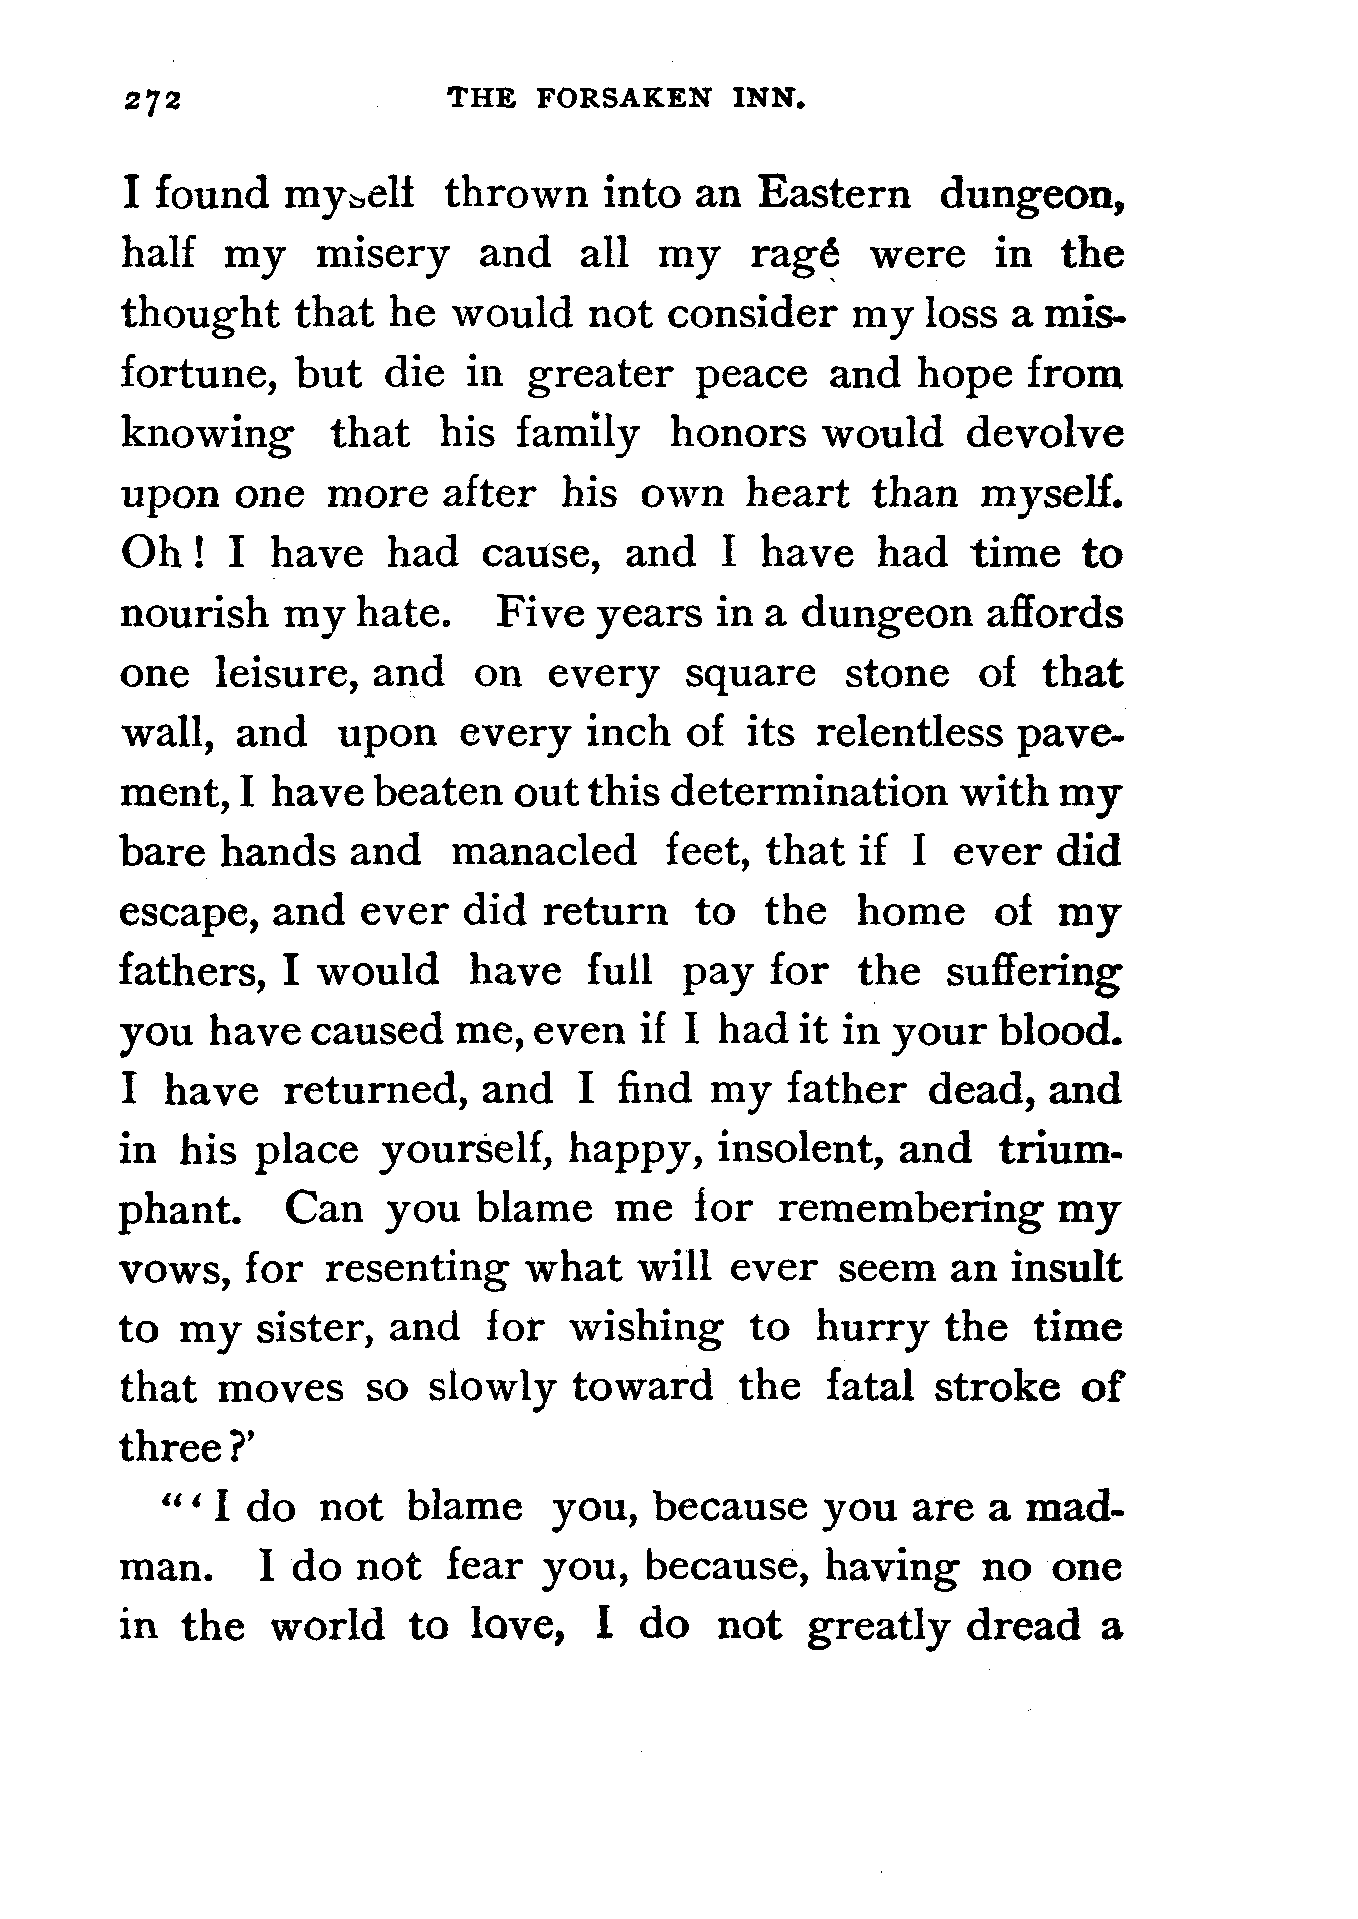 272 THE FORSAKEN INN.
I found myself thrown into an Eastern dungeon,
half my misery and all my rage were in the
thought that he would not consider my loss a mis-
fortune, but die in greater peace and hope from
knowing that his family honors would devolve
upon one more after his own heart than myself.
Oh! I have had cause, and I have had time to
nourish my hate. Five years in a dungeon affords
one leisure, and on every square stone of that
wall, and upon every inch of its relentless pave-
ment, I have beaten out this determination with my
bare hands and manacled feet, that if I ever did
escape, and ever did return to the home of my
fathers, I would have full pay for the suffering
you have caused me, even if I had it in your blood.
I have returned, and I find my father dead, and
in his place yourself, happy, insolent, and trium-
phant. Can you blame me for remembering my
vows, for resenting what will ever seem an insult
to my sister, and for wishing to hurry the time
that moves so slowly toward the fatal stroke of
three?'
"'I do not blame you, because you are a mad-
man. I do not fear you, because, having no one
in the world to love, I do not greatly dread a